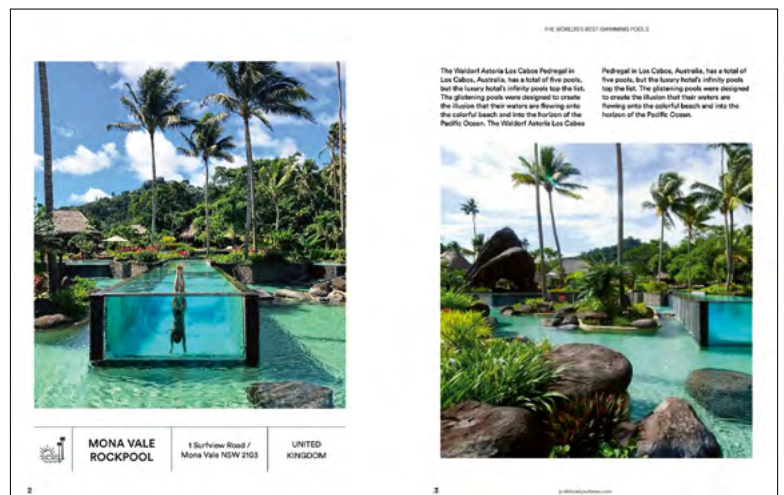 MONA VALE
ROCKPOOL
1 Surfview Road /
Mona Vale NSW 2103
UNITED
KINGDOM
2
THE WORLDS'S BEST SWIMMING POOLS
The Waldorf Astoria Los Cabos Pedregal in
Los Cabos, Australia, has a total of five pools,
but the luxury hotel's infinity pools top the list.
The glistening pools were designed to create
the illusion that their waters are flowing onto
the colorful beach and into the horizon of the
Pacific Ocean. The Waldorf Astoria Los Cabos
Pedregal in Los Cabos, Australia, has a total of
five pools, but the luxury hotel's infinity pools
top the list. The glistening pools were designed
to create the illusion that their waters are
flowing onto the colorful beach and into the
horizon of the Pacific Ocean.
3